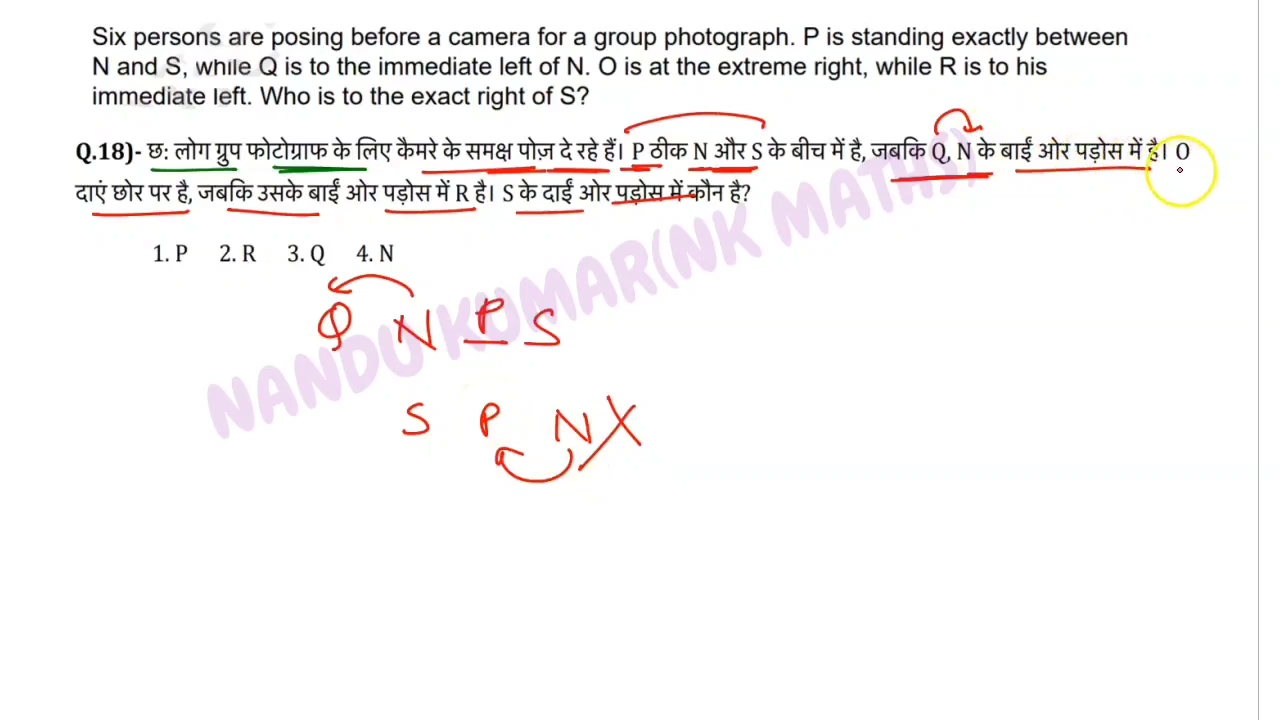 Six persons are posing before a camera for a group photograph. P is standing exactly between
N and S, while Q is to the immediate left of N. O is at the extreme right, while R is to his
immediate left. Who is to the exact right of S?
Q.18)- छ: लोग ग्रुप फोटोग्राफ के लिए कैमरे के समक्ष पोज़ दे रहे हैं। P ठीक N और S के बीच में है, जबकि Q, N के बाईं ओर पड़ोस में है। O
दाएं छोर पर है, जबकि उसके बाईं ओर पड़ोस में R है। S के दाईं ओर पड़ोस में कौन है?
1. P 2. R 3. Q 4. N
Q N P S
S P N X
NANDU KUMAR(NK MATHS)